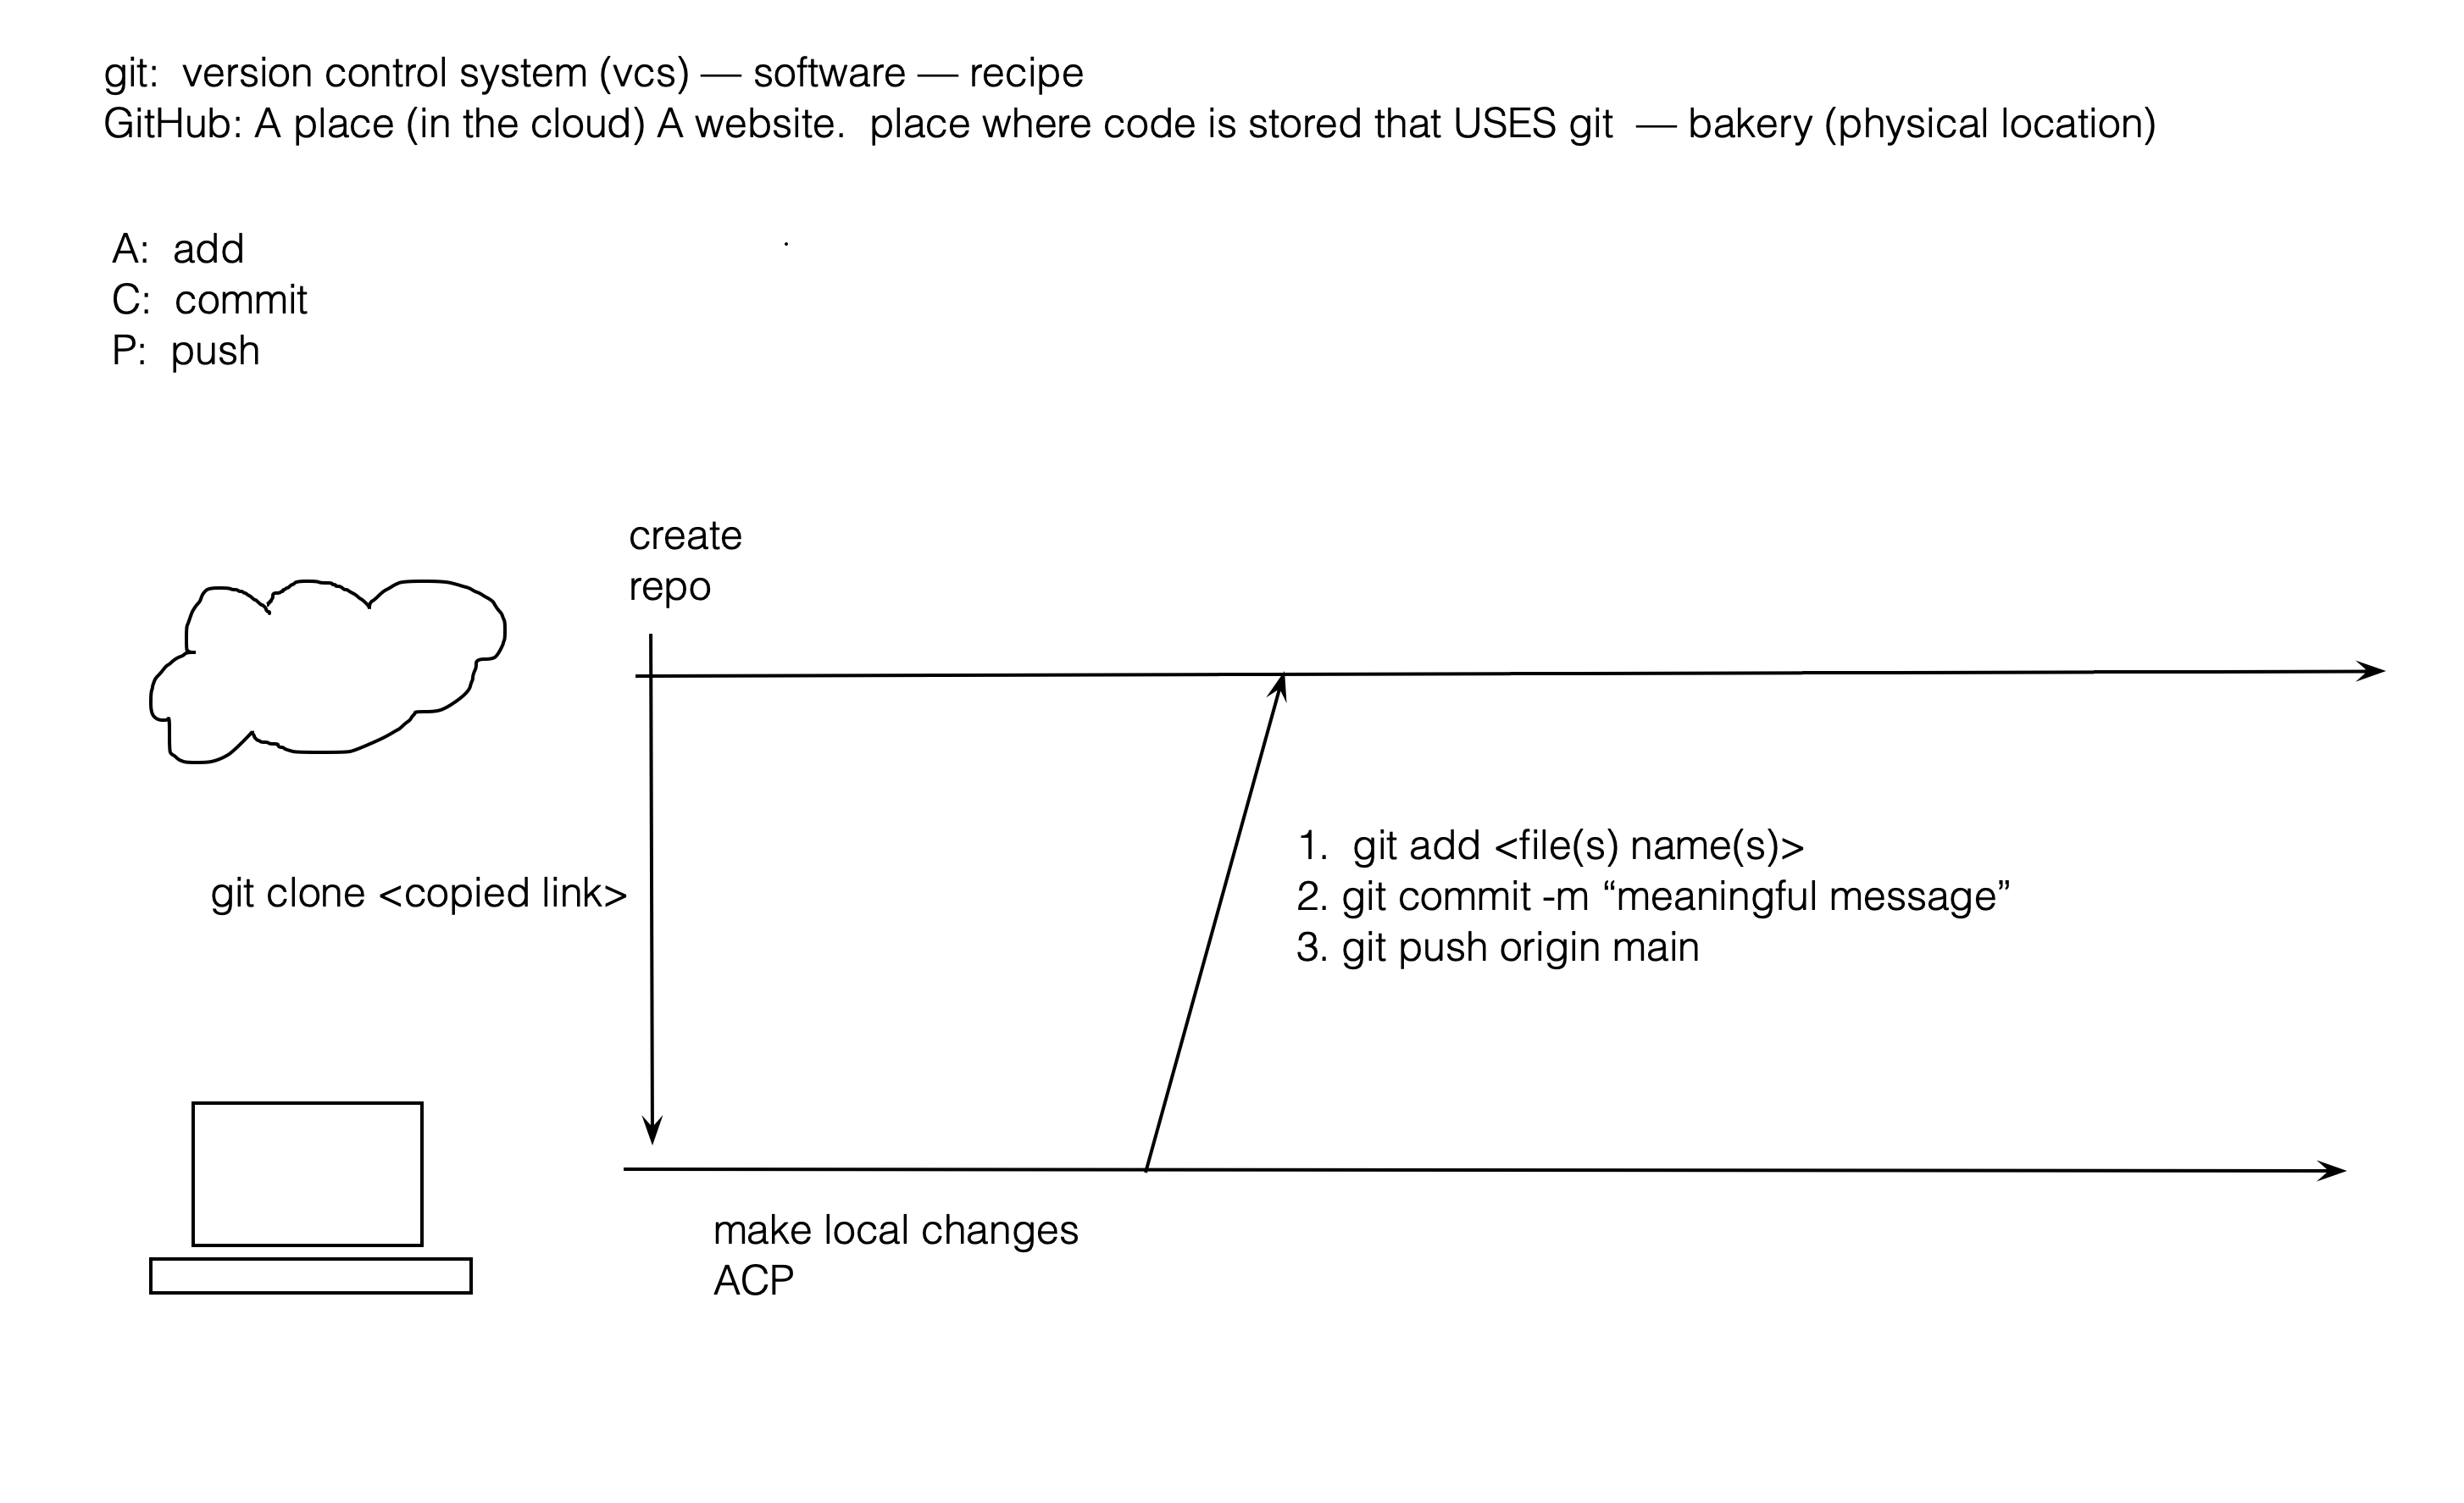 git:  version control system (vcs) — software — recipe
GitHub: A place (in the cloud) A website.  place where code is stored that USES git  — bakery (physical location)
A:  add
C:  commit
P:  push
create
repo
git clone <copied link>
1.  git add <file(s) name(s)>
2. git commit -m “meaningful message”
3. git push origin main
make local changes
ACP